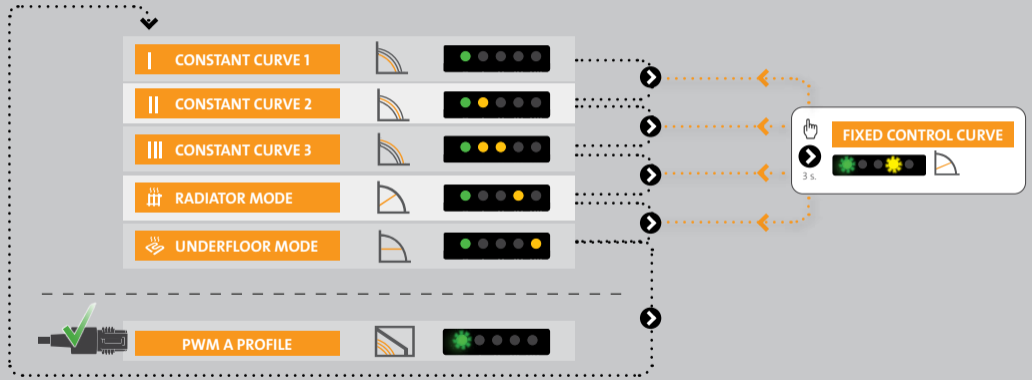 CONSTANT CURVE 1
CONSTANT CURVE 2
CONSTANT CURVE 3
RADIATOR MODE
UNDERFLOOR MODE
PWM A PROFILE
FIXED CONTROL CURVE
3 s.